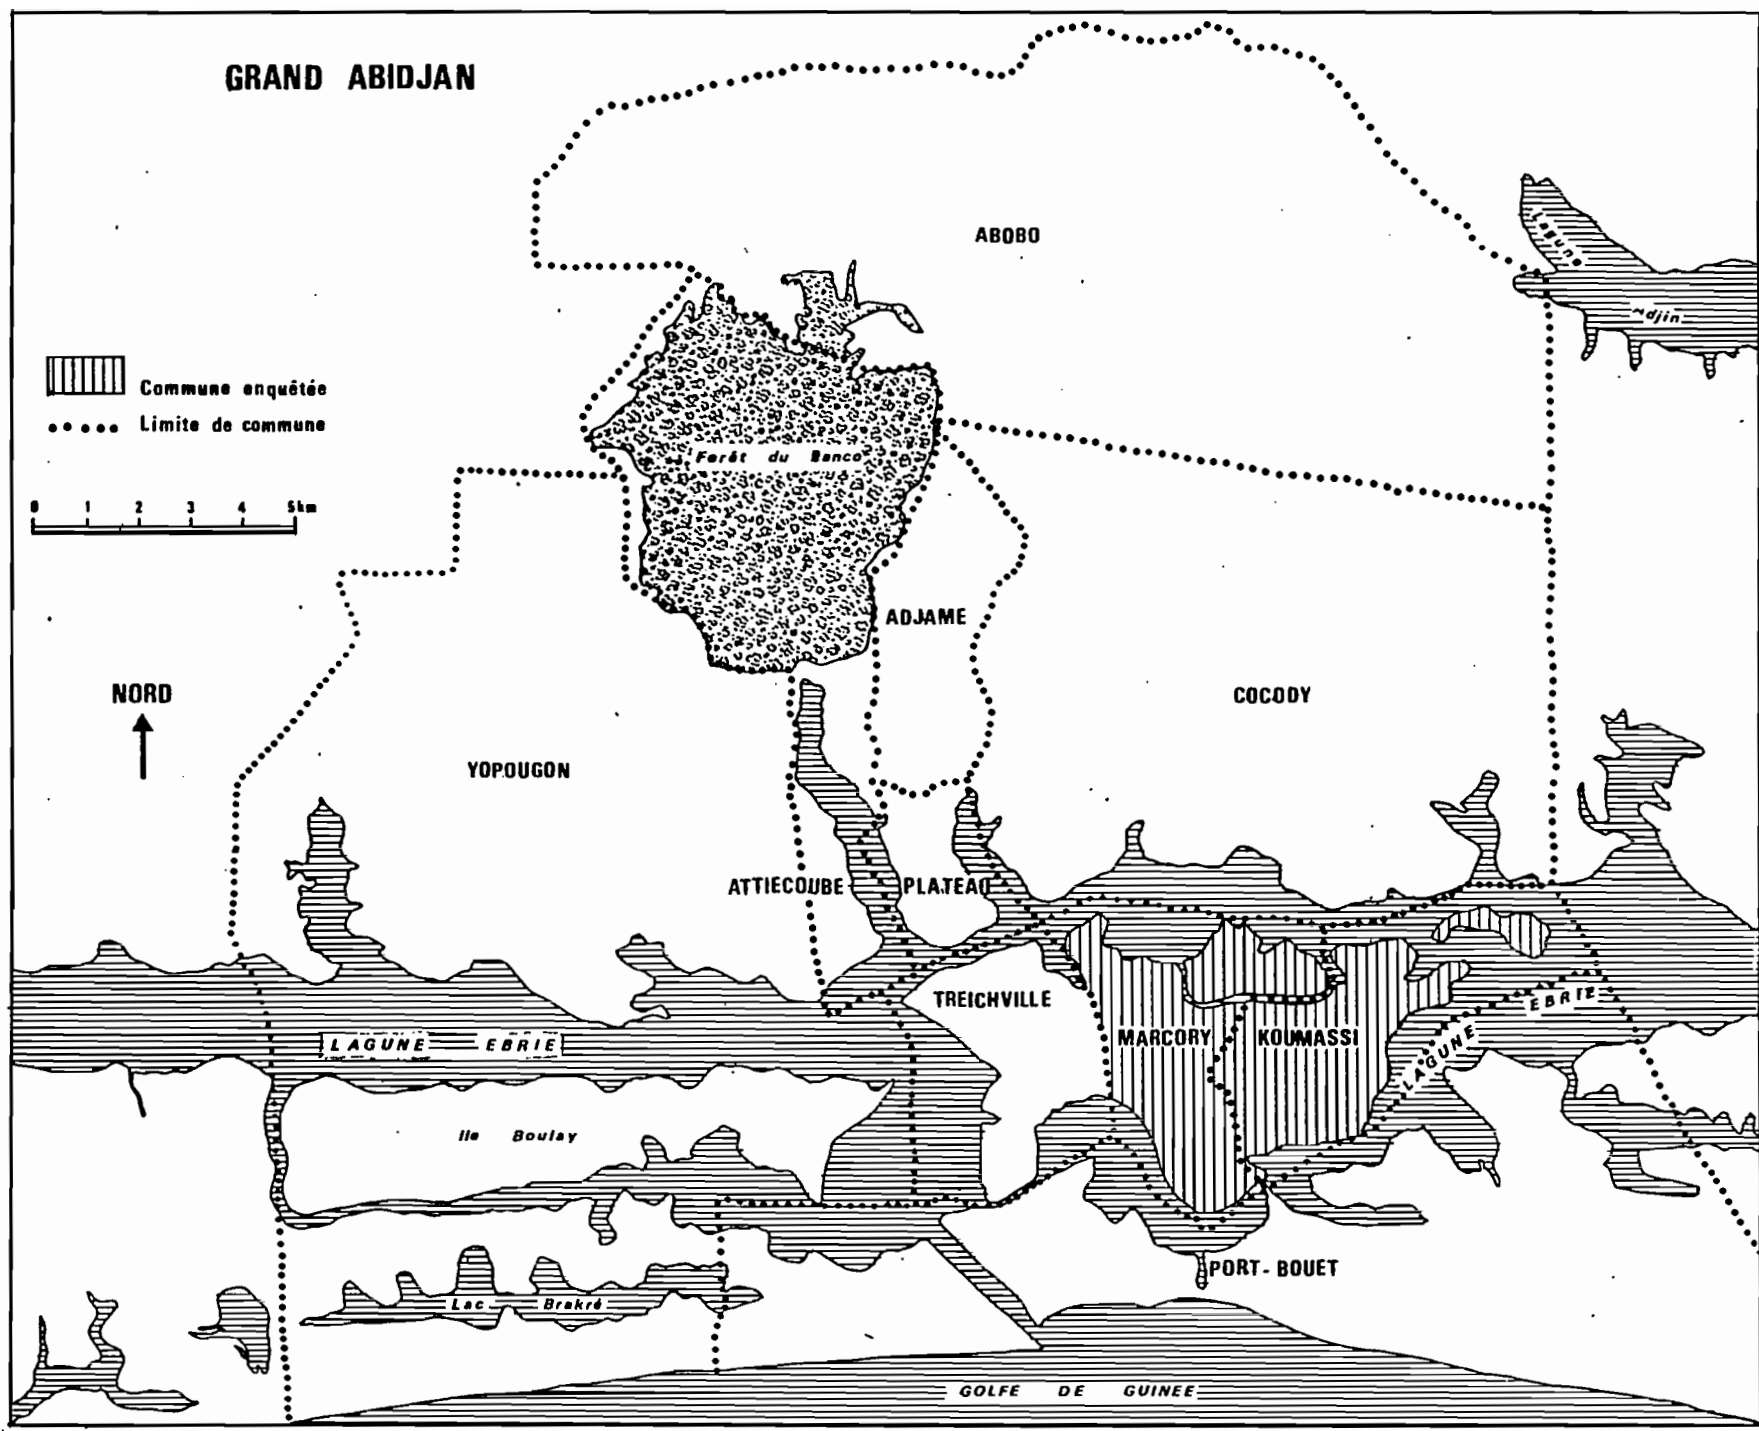 GRAND ABIDJAN
ABOBO
Lagune
Adjin
Commune enquêtée
Limite de commune
Forêt du Banco
0 1 2 3 4 5km
ADJAME
NORD
COCODY
YOPOUGON
ATTIECOUBE
PLATEAU
TREICHVILLE
MARCORY
KOUMASSI
LAGUNE EBRIE
LAGUNE EBRIE
Ile Boulay
PORT-BOUET
Lac Brakré
GOLFE DE GUINEE